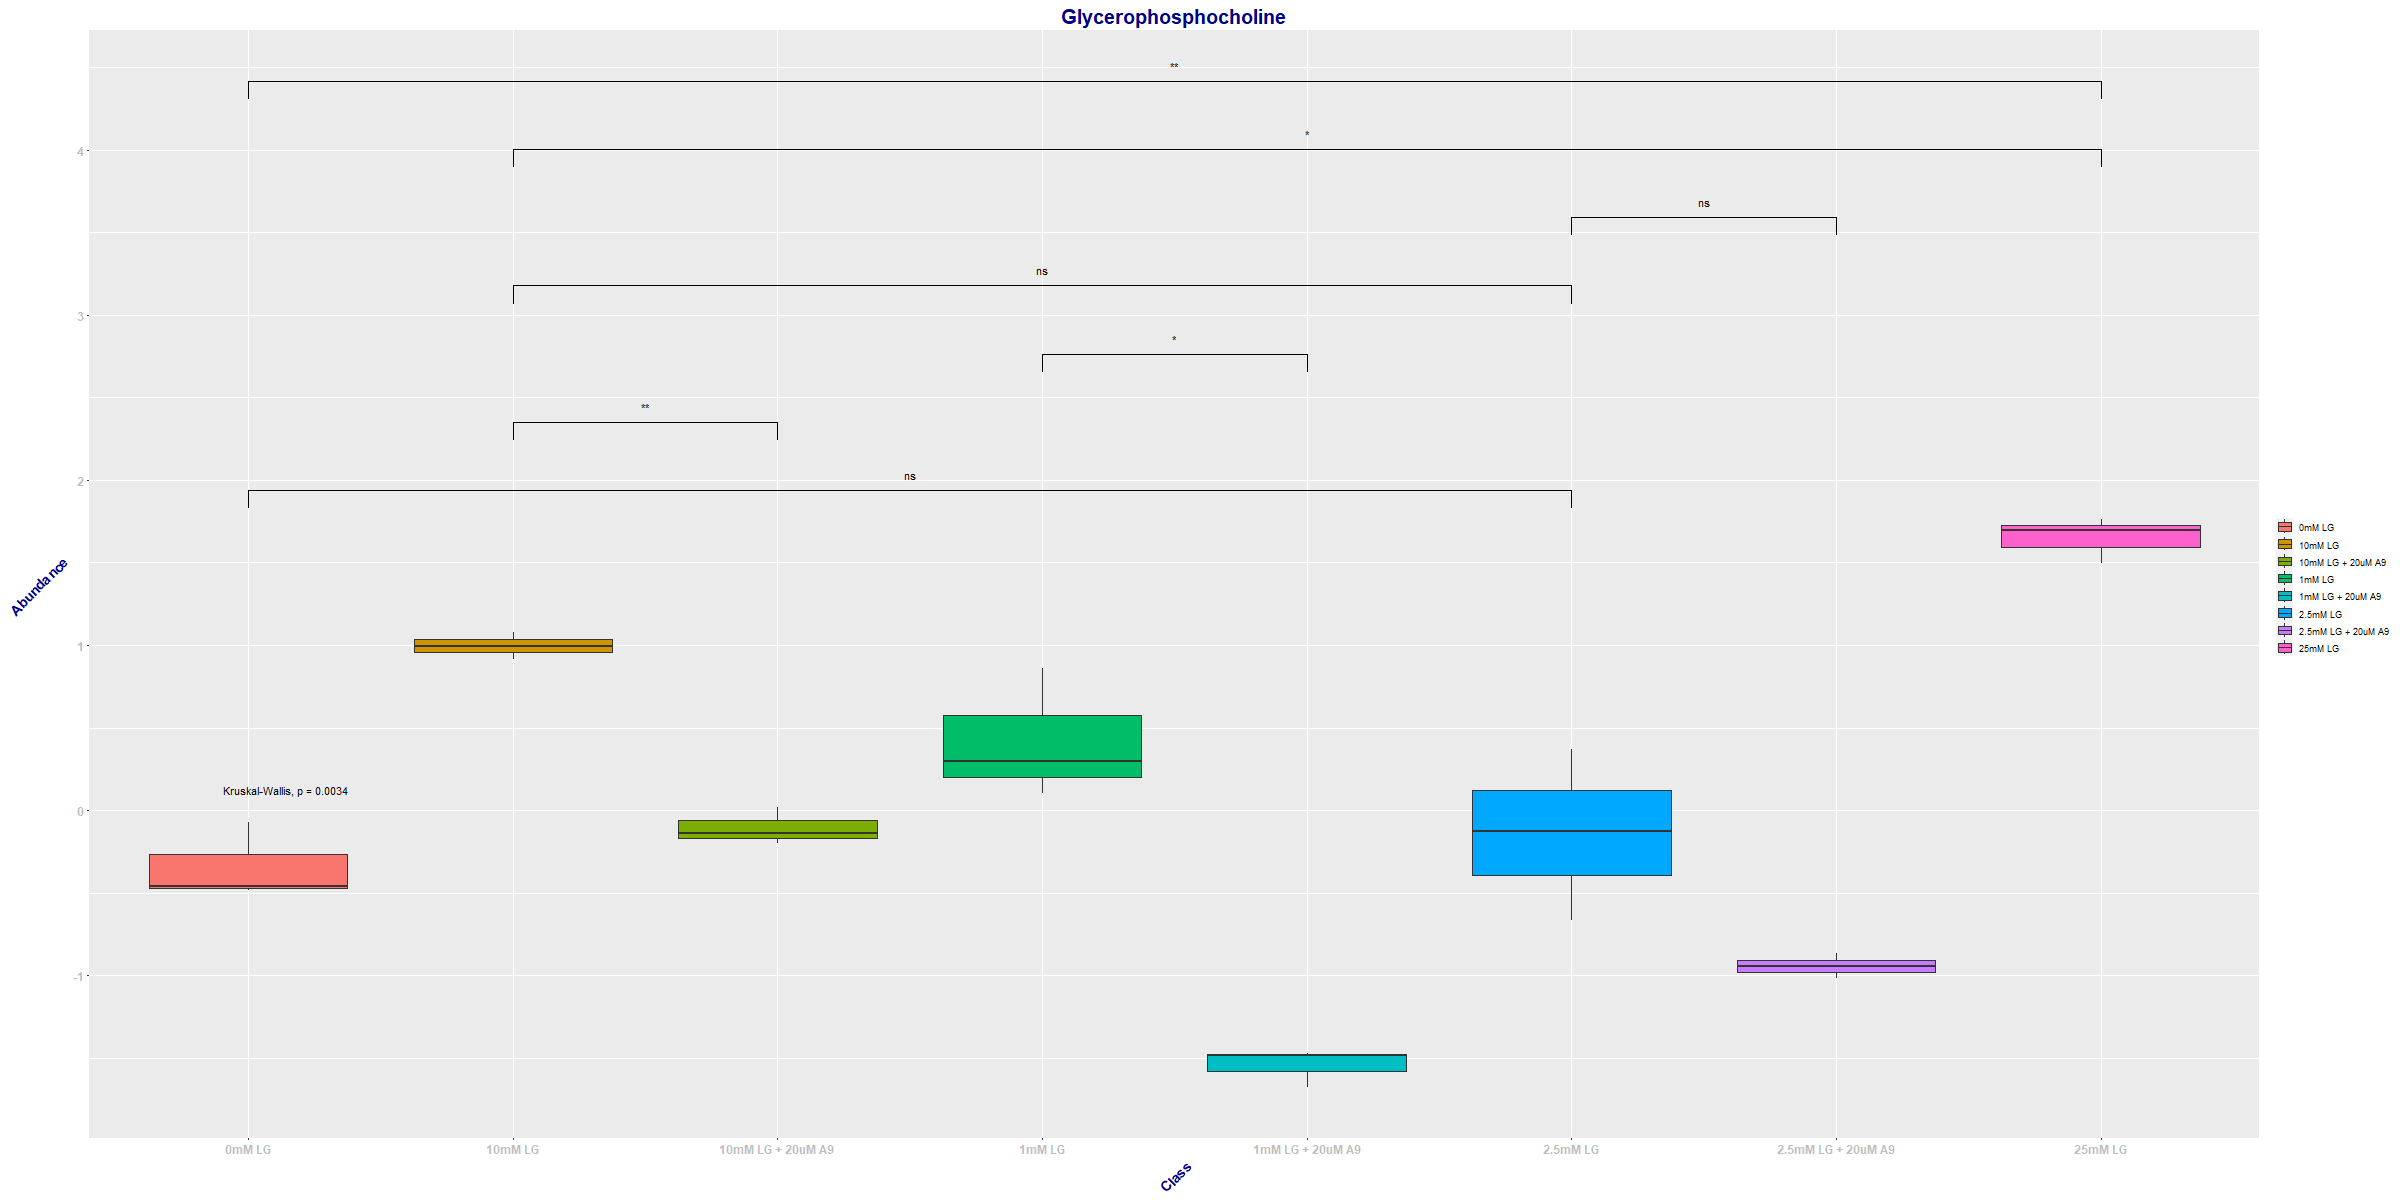 Glycerophosphocholine
**
*
ns
ns
*
**
ns
Kruskal-Wallis, p = 0.0034
4
3
2
1
0
-1
Abundance
0mM LG
10mM LG
10mM LG + 20uM A9
1mM LG
1mM LG + 20uM A9
2.5mM LG
2.5mM LG + 20uM A9
25mM LG
Class
0mM LG
10mM LG
10mM LG + 20uM A9
1mM LG
1mM LG + 20uM A9
2.5mM LG
2.5mM LG + 20uM A9
25mM LG